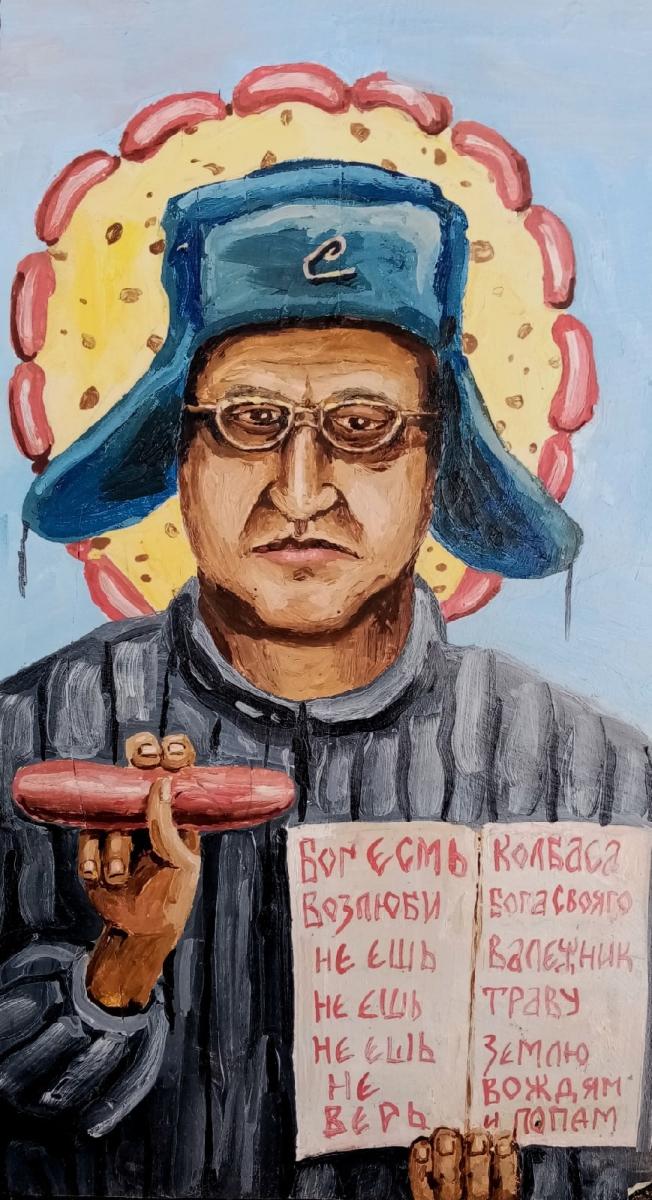 С
БОГ ЕСМЬ КОЛБАСА
ВОЗЛЮБИ БОГА СВОЯГО
НЕ ЕШЬ ВАЛЕЖНИК
НЕ ЕШЬ ТРАВУ
НЕ ЕШЬ ЗЕМЛЮ
НЕ ВОЖДЯМ
ВЕРЬ И ПОПАМ